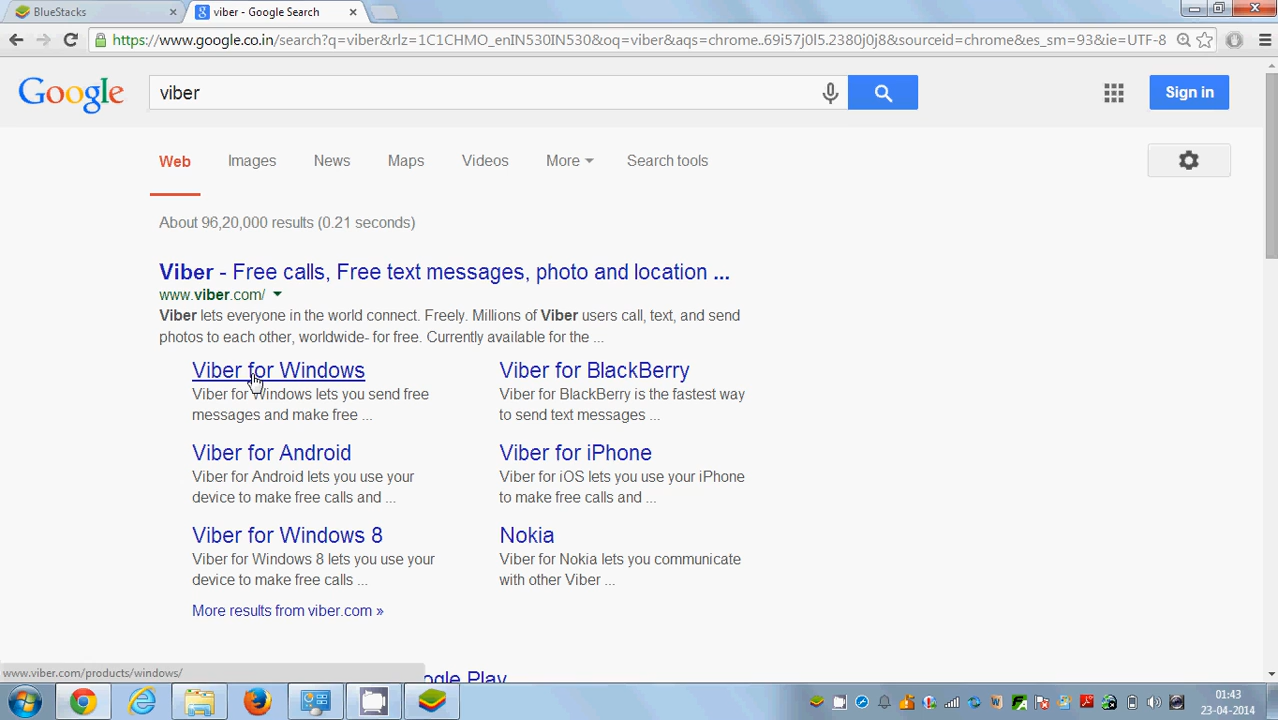 BlueStacks
viber - Google Search
https://www.google.co.in/search?q=viber&rlz=1C1CHMO_enIN530IN530&oq=viber&aqs=chrome..69i57j0l5.2380j0j8&sourceid=chrome&es_sm=93&ie=UTF-8
Google
viber
Sign in
Web Images News Maps Videos More Search tools
About 96,20,000 results (0.21 seconds)
Viber - Free calls, Free text messages, photo and location ...
www.viber.com/
Viber lets everyone in the world connect. Freely. Millions of Viber users call, text, and send
photos to each other, worldwide- for free. Currently available for the ...
Viber for Windows
Viber for Windows lets you send free
messages and make free ...
Viber for BlackBerry
Viber for BlackBerry is the fastest way
to send text messages ...
Viber for Android
Viber for Android lets you use your
device to make free calls and ...
Viber for iPhone
Viber for iOS lets you use your iPhone
to make free calls and ...
Viber for Windows 8
Viber for Windows 8 lets you use your
device to make free calls ...
Nokia
Viber for Nokia lets you communicate
with other Viber ...
More results from viber.com »
www.viber.com/products/windows/
ogle Play
01:43
23-04-2014